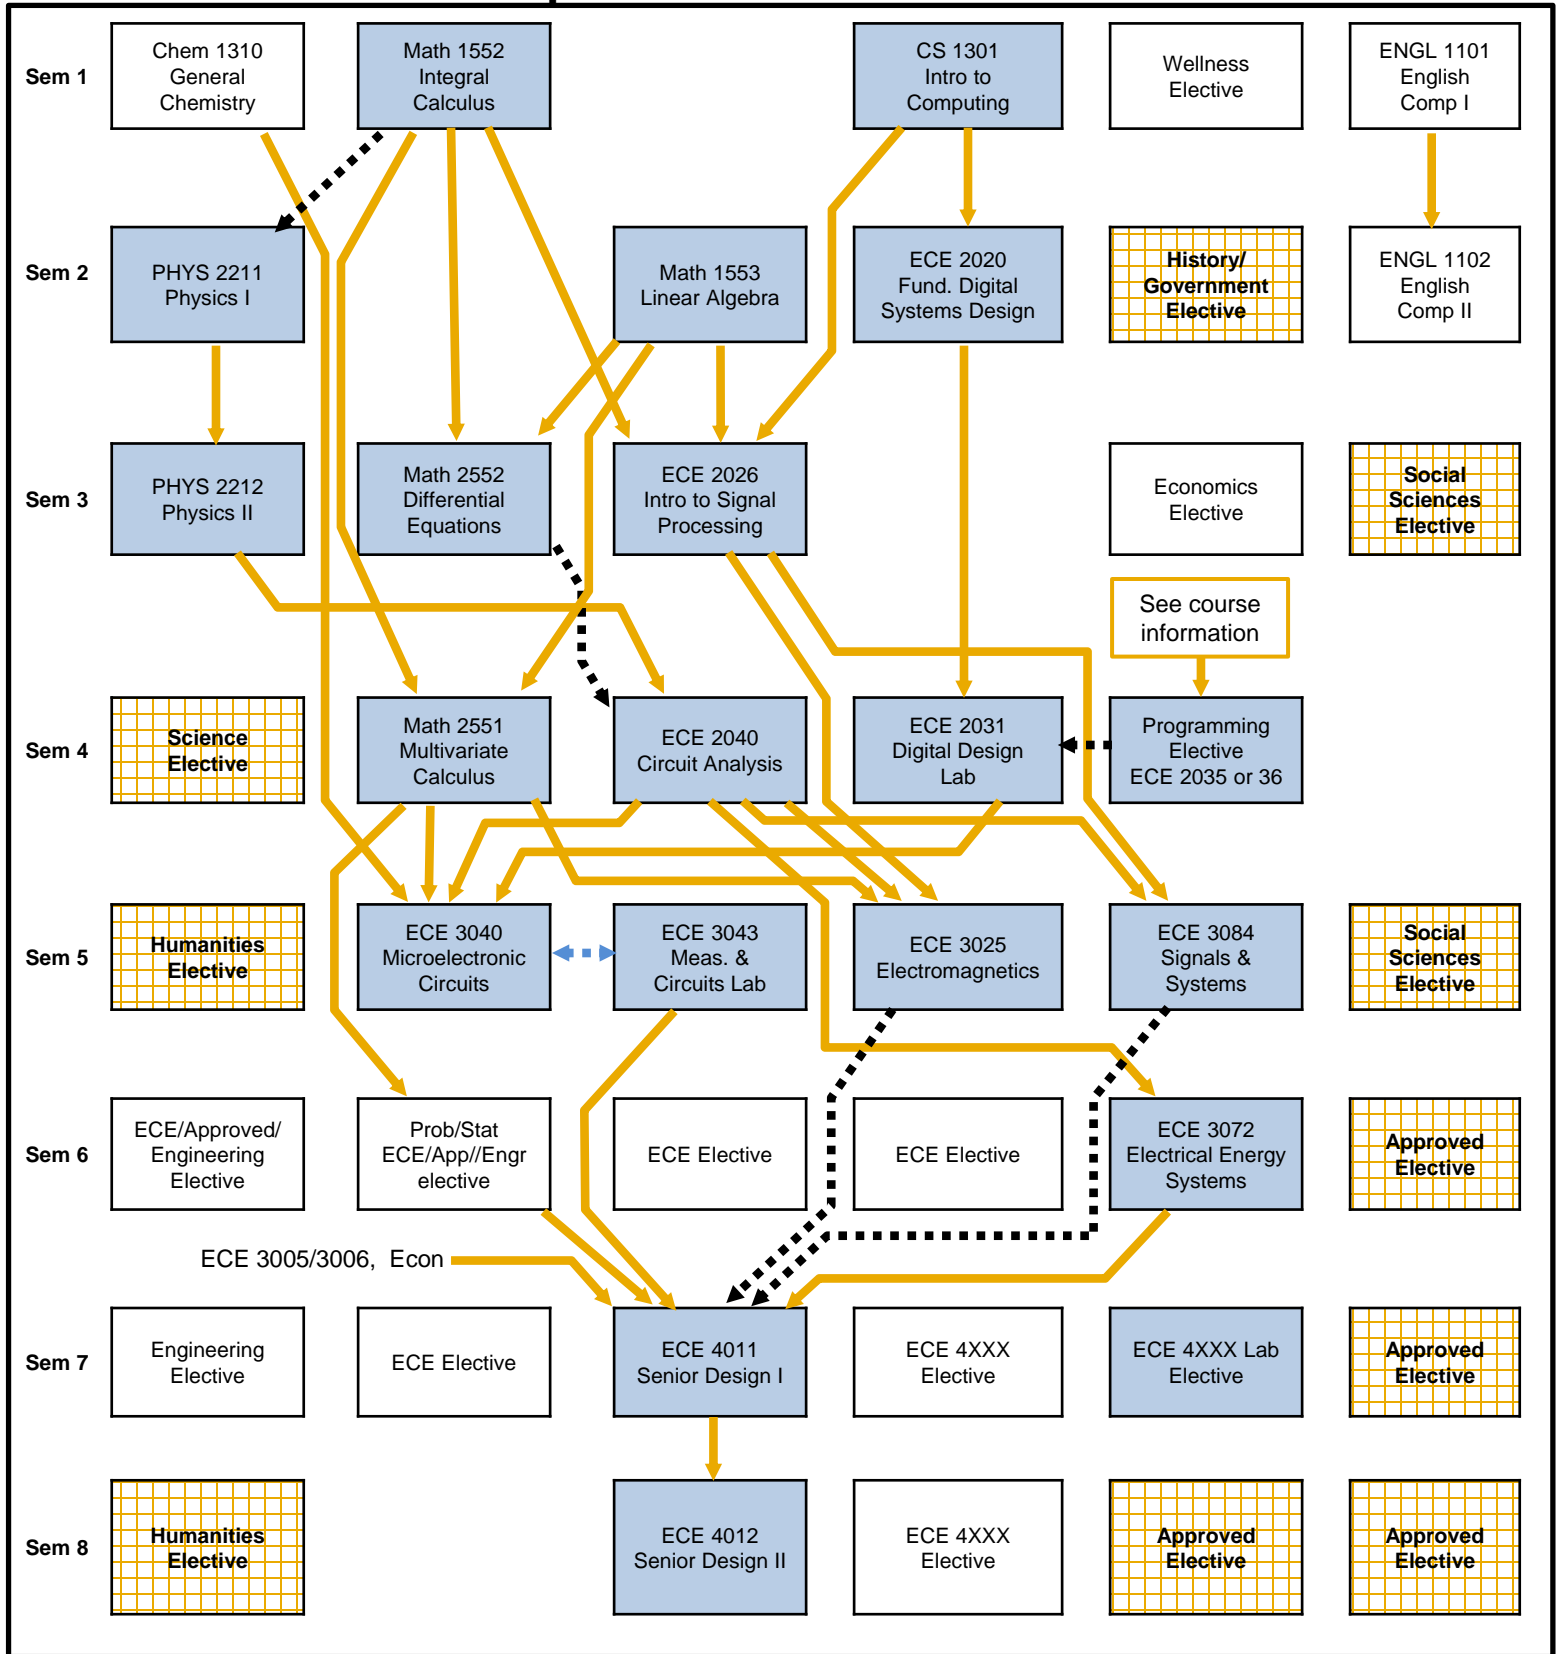 Sem 1
Chem 1310
General
Chemistry
Math 1552
Integral
Calculus
CS 1301
Intro to
Computing
Wellness
Elective
ENGL 1101
English
Comp I
Sem 2
PHYS 2211
Physics I
Math 1553
Linear Algebra
ECE 2020
Fund. Digital
Systems Design
History/
Government
Elective
ENGL 1102
English
Comp II
Sem 3
PHYS 2212
Physics II
Math 2552
Differential
Equations
ECE 2026
Intro to Signal
Processing
Economics
Elective
Social
Sciences
Elective
See course
information
Sem 4
Science
Elective
Math 2551
Multivariate
Calculus
ECE 2040
Circuit Analysis
ECE 2031
Digital Design
Lab
Programming
Elective
ECE 2035 or 36
Sem 5
Humanities
Elective
ECE 3040
Microelectronic
Circuits
ECE 3043
Meas. &
Circuits Lab
ECE 3025
Electromagnetics
ECE 3084
Signals &
Systems
Social
Sciences
Elective
Sem 6
ECE/Approved/
Engineering
Elective
Prob/Stat
ECE/App//Engr
elective
ECE Elective
ECE Elective
ECE 3072
Electrical Energy
Systems
Approved
Elective
ECE 3005/3006, Econ
Sem 7
Engineering
Elective
ECE Elective
ECE 4011
Senior Design I
ECE 4XXX
Elective
ECE 4XXX Lab
Elective
Approved
Elective
Sem 8
Humanities
Elective
ECE 4012
Senior Design II
ECE 4XXX
Elective
Approved
Elective
Approved
Elective